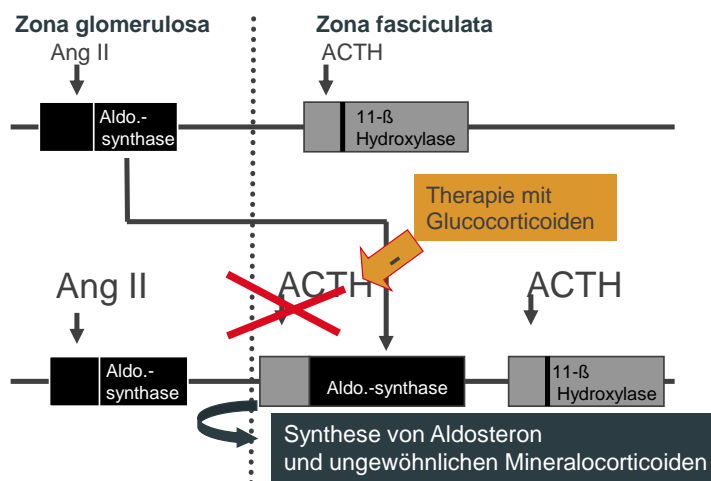 Zona glomerulosa
Zona fasciculata
Ang II
ACTH
Aldo.-
synthase
11-ß
Hydroxylase
Therapie mit
Glucocorticoiden
-
Ang II
ACTH
ACTH
Aldo.-
synthase
Aldo.-synthase
11-ß
Hydroxylase
Synthese von Aldosteron
und ungewöhnlichen Mineralocorticoiden